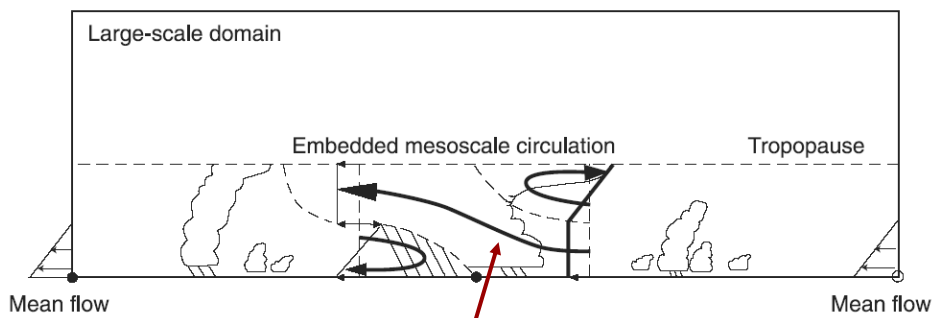 Large-scale domain
Embedded mesoscale circulation
Tropopause
Mean flow
Mean flow